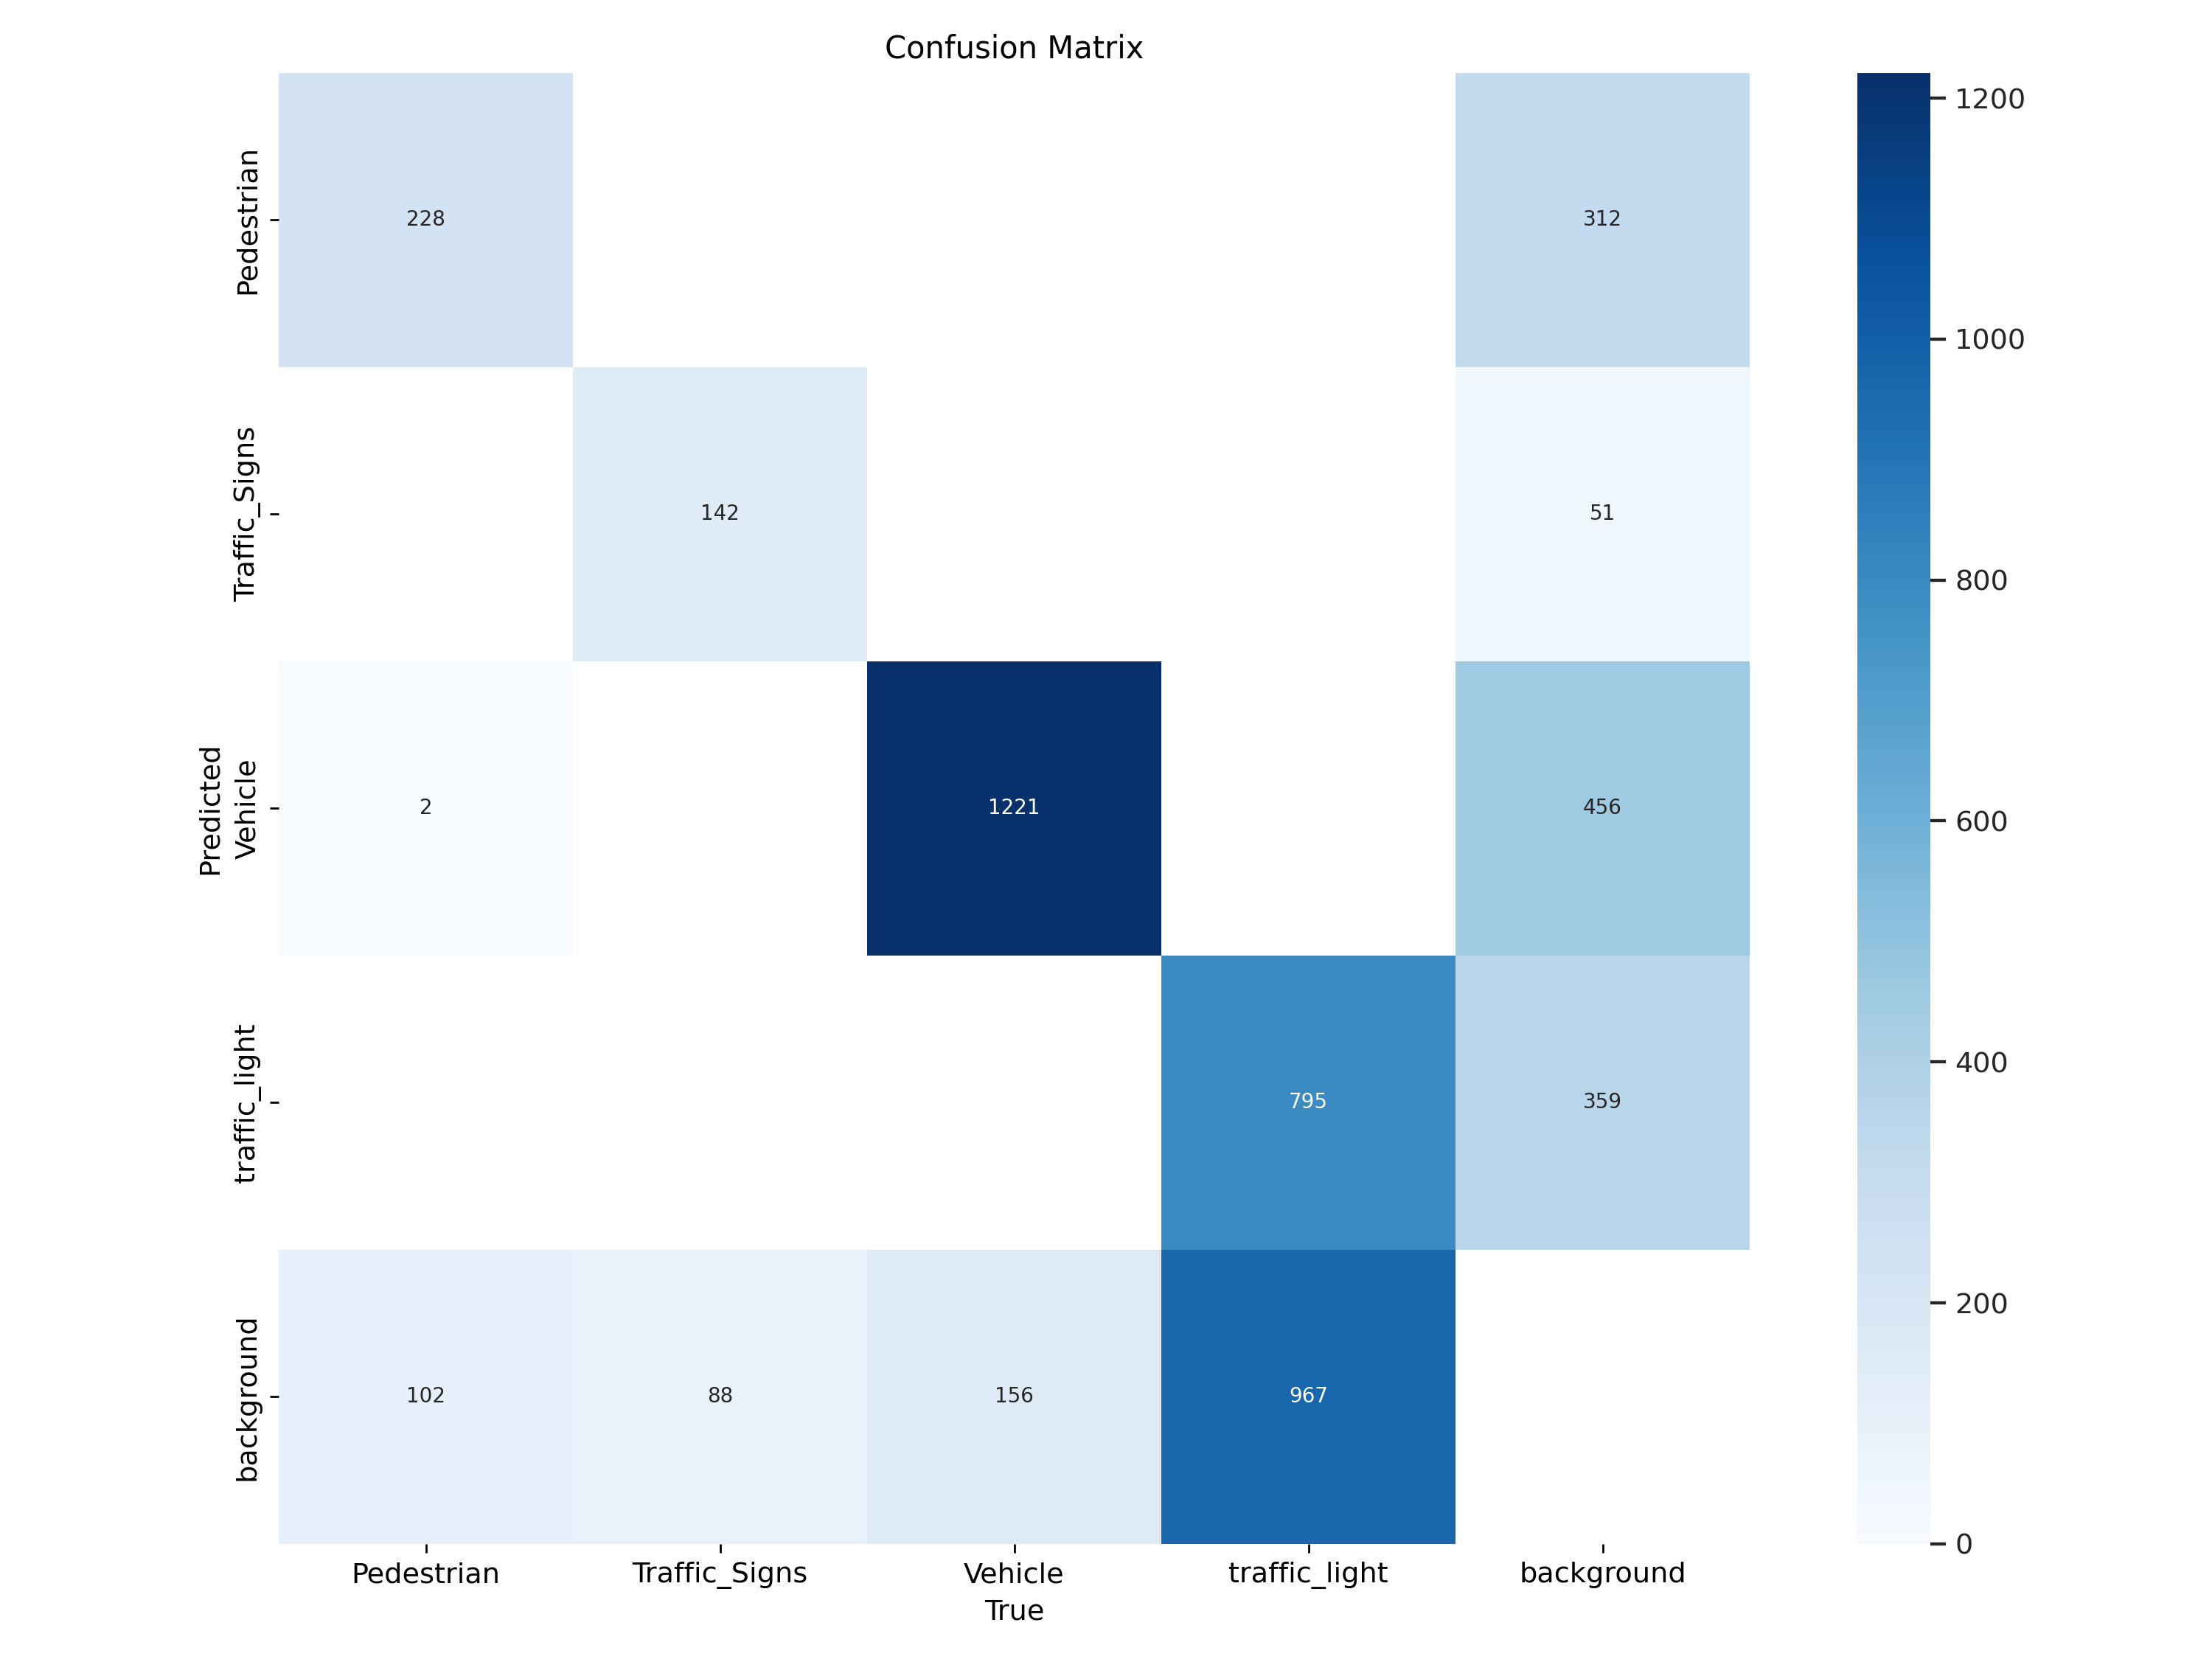 Confusion Matrix
Pedestrian
228
312
1200
1000
Traffic_Signs
142
51
800
Predicted
Vehicle
2
1221
456
600
traffic_light
795
359
400
background
102
88
156
967
200
0
Pedestrian
Traffic_Signs
Vehicle
traffic_light
background
True